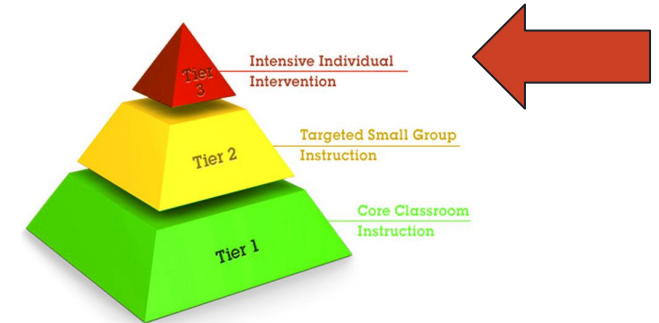 Tier
3
Intensive Individual
Intervention
Tier 2
Targeted Small Group
Instruction
Tier 1
Core Classroom
Instruction